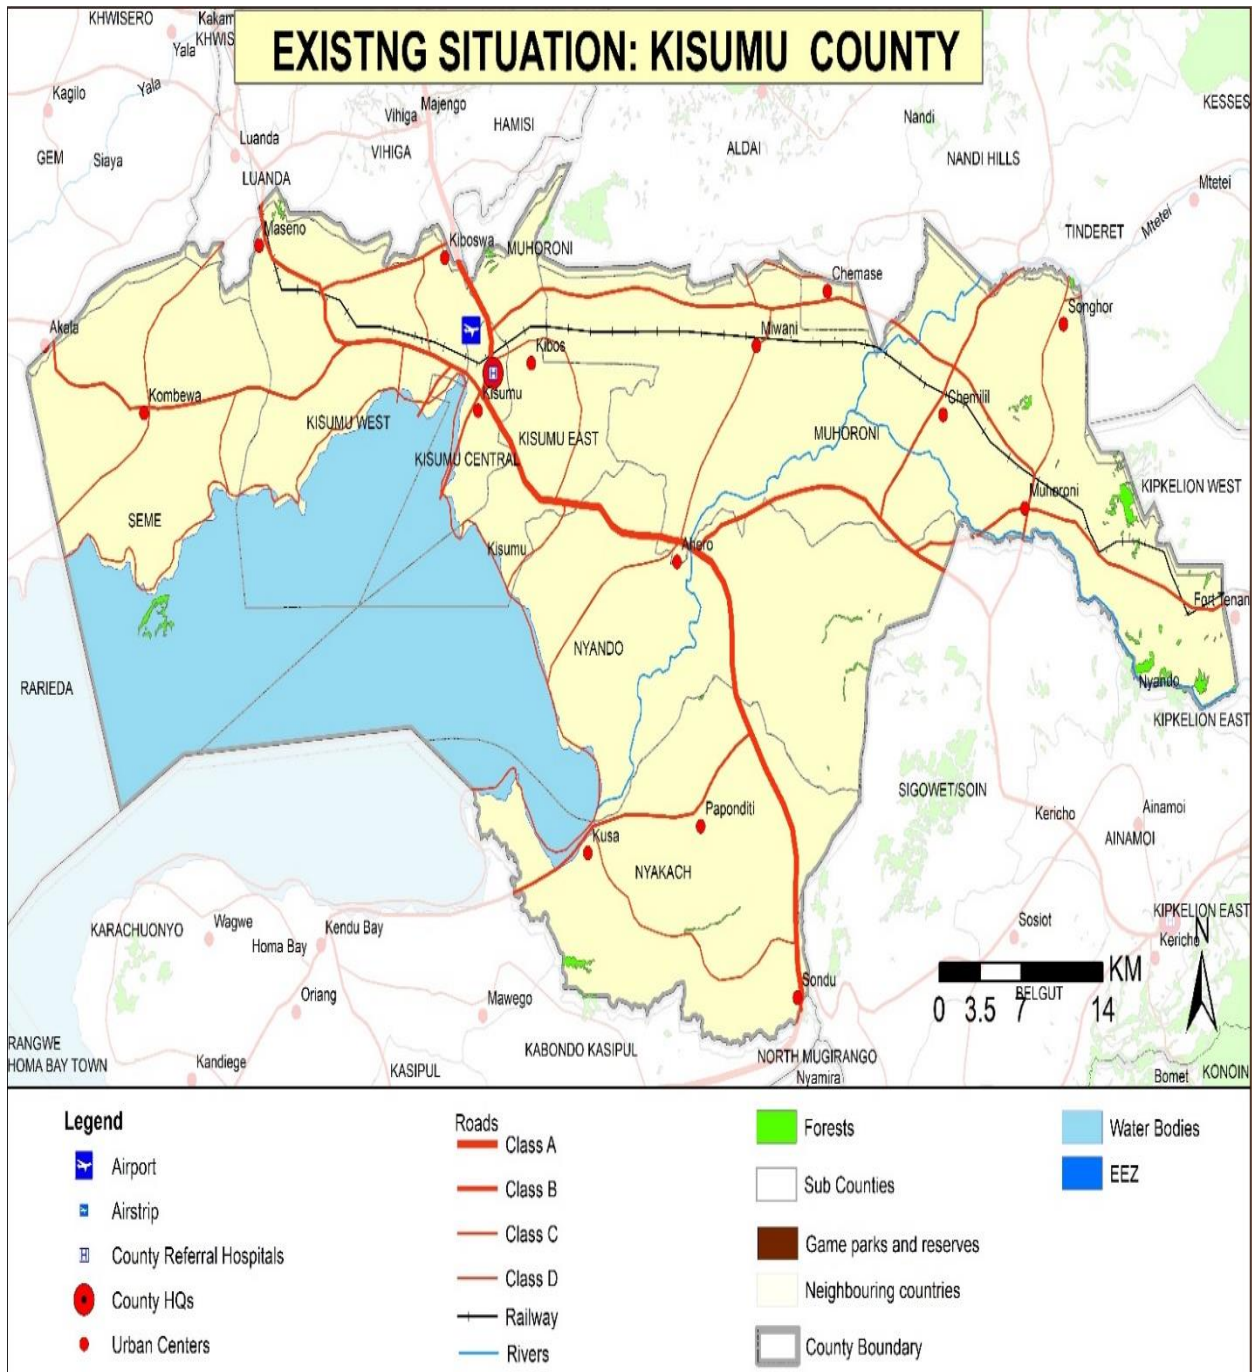 KHWISERO
Kakam
KHWIS
Yala
Yala
Kagilo
EXISTNG SITUATION: KISUMU COUNTY
KESSES
Majengo
Vihiga
HAMISI
Nandi
Luanda
VIHIGA
ALDAI
NANDI HILLS
GEM
Siaya
LUANDA
Mtetei
Mtetei
TINDERET
Maseno
Kiboswa
MUHORONI
Chemase
Songhor
Akala
Miwani
Kibos
Kombewa
KISUMU WEST
Kisumu
KISUMU EAST
KISUMU CENTRAL
Chemilil
MUHORONI
KIPKELION WEST
Muhoroni
SEME
Kisumu
Ahero
Fort Tenan
NYANDO
RARIEDA
Nyando
KIPKELION EAST
SIGOWET/SOIN
Kericho
Ainamoi
AINAMOI
Paponditi
Kusa
NYAKACH
KIPKELION EAST
Kericho
Sosiot
N
KARACHUONYO
Wagwe
Homa Bay
Kendu Bay
Oriang
Mawego
Sondu
KM
BELGUT
0 3.5 7 14
RANGWE
HOMA BAY TOWN
Kandiege
KASIPUL
KABONDO KASIPUL
NORTH MUGIRANGO
Nyamira
Bomet
KONOIN
Legend
Airport
Airstrip
H County Referral Hospitals
County HQs
Urban Centers
Roads
Class A
Class B
Class C
Class D
Railway
Rivers
Forests
Sub Counties
Game parks and reserves
Neighbouring countries
County Boundary
Water Bodies
EEZ